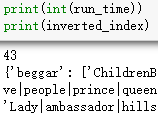 print(int(run_time))
print(inverted_index)
43
{'beggar': ['ChildrenB
ve|people|prince|queen
'Lady|ambassador|hills